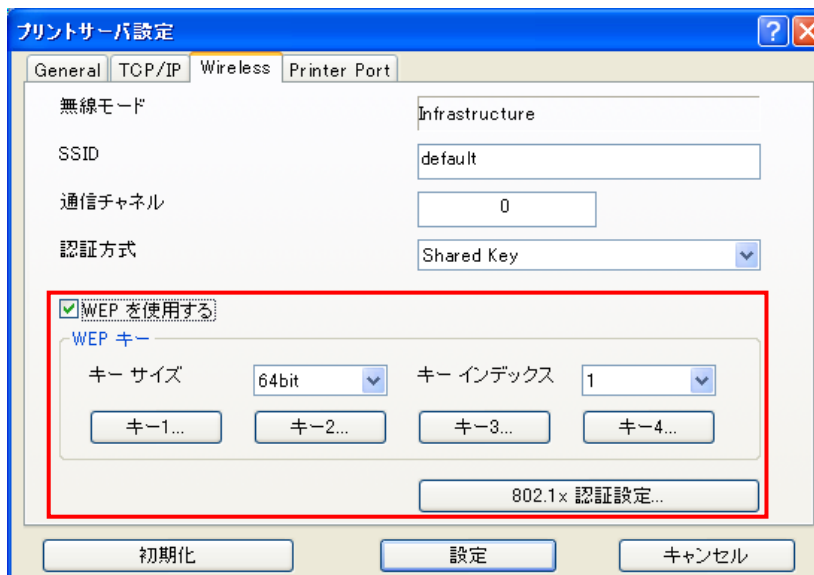 プリントサーバ設定
General TCP/IP Wireless Printer Port
無線モード Infrastructure
SSID default
通信チャネル 0
認証方式 Shared Key
WEP を使用する
WEP キー
キー サイズ 64bit キー インデックス 1
キー1... キー2... キー3... キー4...
802.1x 認証設定...
初期化 設定 キャンセル